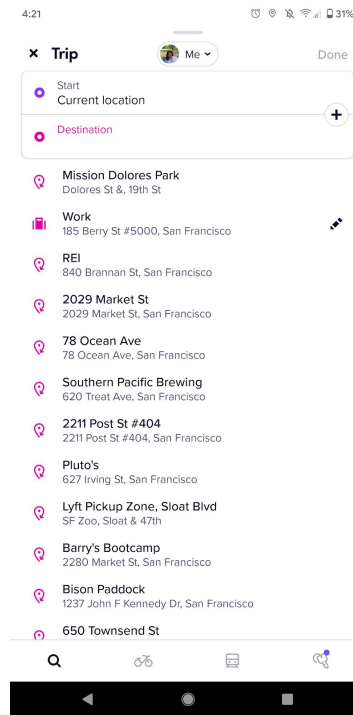 4:21
31%
Trip
Me
Done
Start
Current location
Destination
Mission Dolores Park
Dolores St &, 19th St
Work
185 Berry St #5000, San Francisco
REI
840 Brannan St, San Francisco
2029 Market St
2029 Market St, San Francisco
78 Ocean Ave
78 Ocean Ave, San Francisco
Southern Pacific Brewing
620 Treat Ave, San Francisco
2211 Post St #404
2211 Post St #404, San Francisco
Pluto's
627 Irving St, San Francisco
Lyft Pickup Zone, Sloat Blvd
SF Zoo, Sloat & 47th
Barry's Bootcamp
2280 Market St, San Francisco
Bison Paddock
1237 John F Kennedy Dr, San Francisco
650 Townsend St